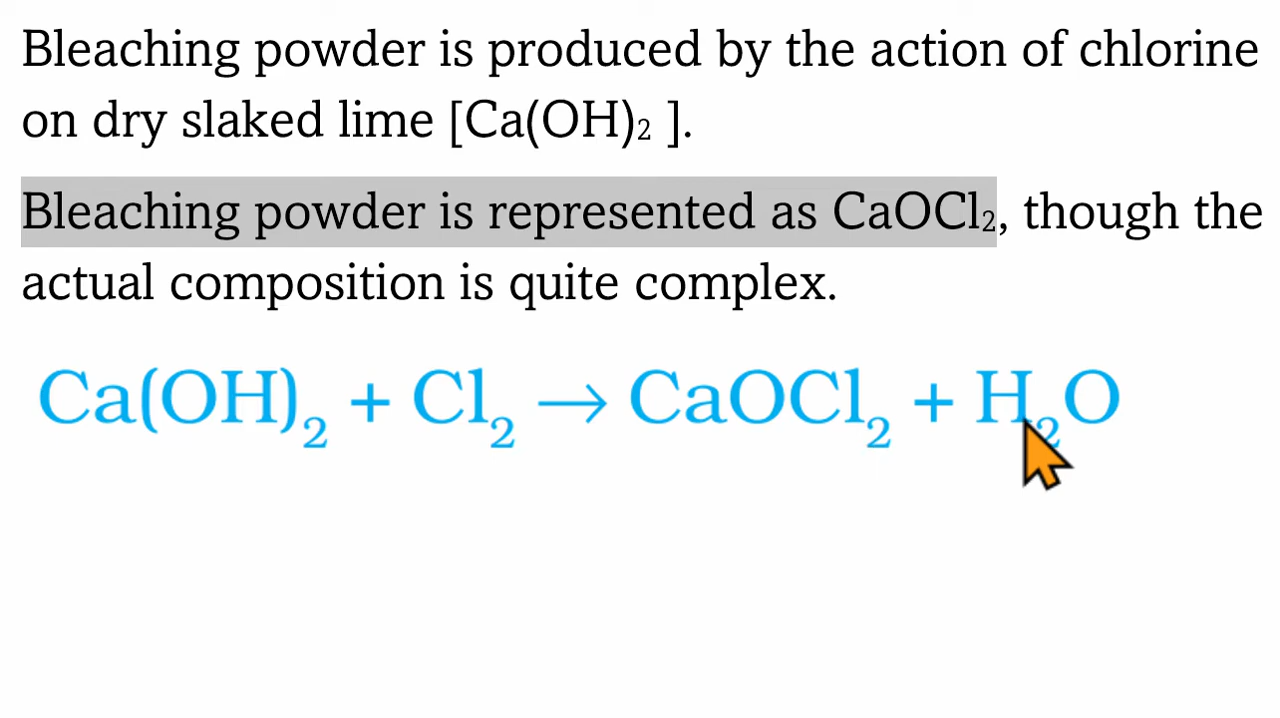 Bleaching powder is produced by the action of chlorine
on dry slaked lime [Ca(OH)₂ ].
Bleaching powder is represented as CaOCl₂, though the
actual composition is quite complex.
Ca(OH)₂ + Cl₂ → CaOCl₂ + H₂O